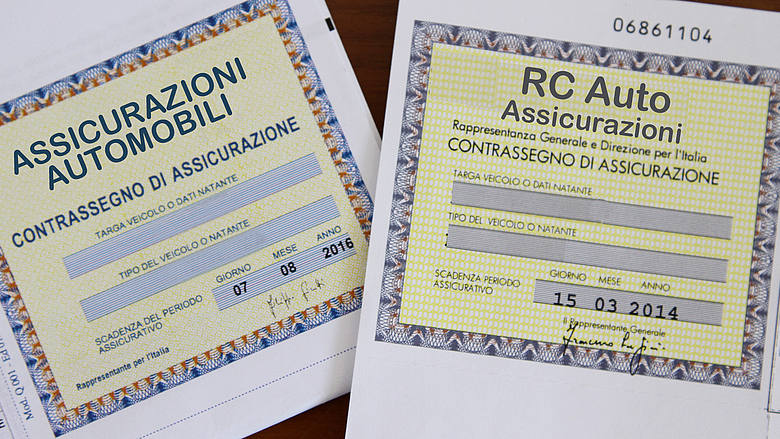 ASSICURAZIONI
AUTOMOBILI
CONTRASSEGNO DI ASSICURAZIONE
TARGA VEICOLO O DATI NATANTE
TIPO DEL VEICOLO O NATANTE
GIORNO MESE ANNO
07 08 2016
SCADENZA DEL PERIODO
ASSICURATIVO
Rappresentante per l'Italia
06861104
RC Auto
Assicurazioni
Rappresentanza Generale e Direzione per l'Italia
CONTRASSEGNO DI ASSICURAZIONE
TARGA VEICOLO O DATI NATANTE
TIPO DEL VEICOLO O NATANTE
GIORNO MESE ANNO
SCADENZA PERIODO
ASSICURATIVO
15 03 2014
Il Rappresentante Generale